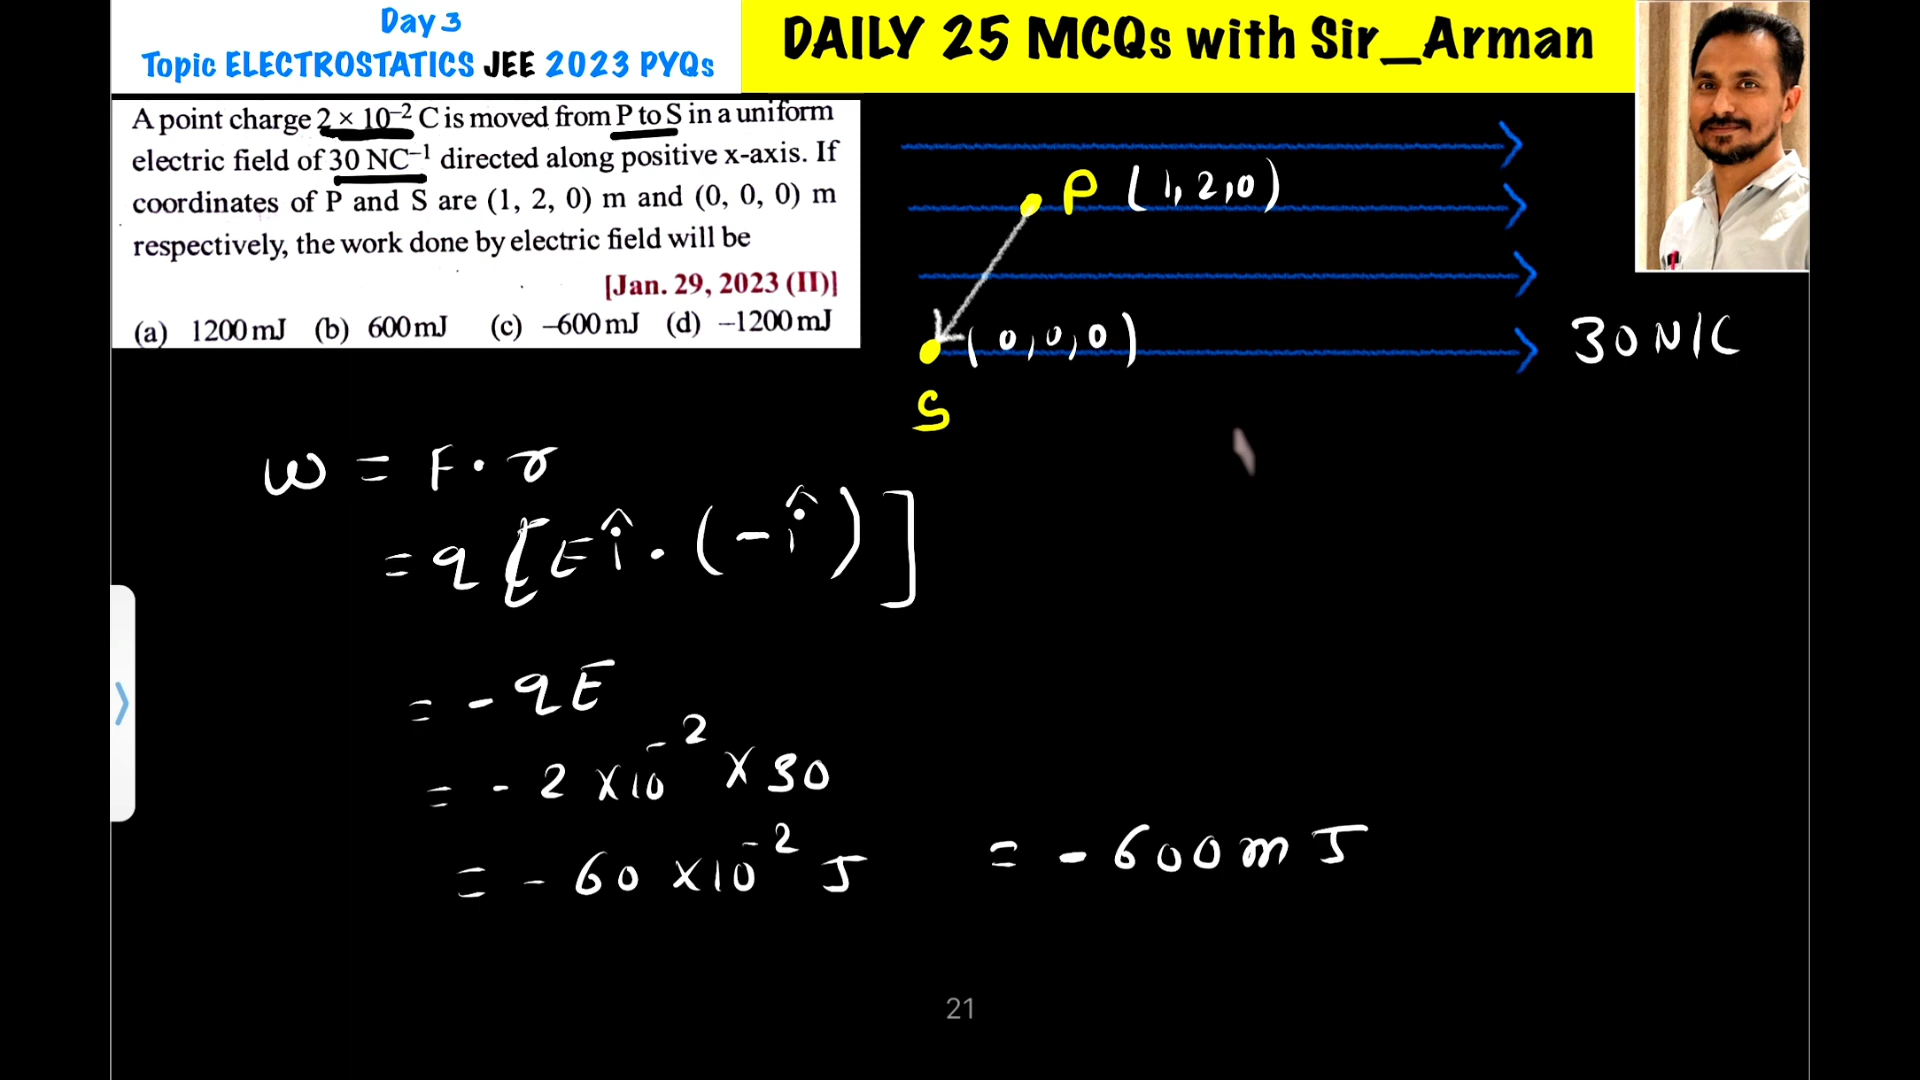 Day 3
Topic ELECTROSTATICS JEE 2023 PYQs
DAILY 25 MCQs with Sir_Arman
A point charge 2 × 10⁻² C is moved from P to S in a uniform
electric field of 30 NC⁻¹ directed along positive x-axis. If
coordinates of P and S are (1, 2, 0) m and (0, 0, 0) m
respectively, the work done by electric field will be
[Jan. 29, 2023 (II)]
(a) 1200 mJ (b) 600 mJ (c) –600 mJ (d) –1200 mJ
P (1,2,0)
(0,0,0)
S
30 N/C
W = F · r
= q [E î · (- î)]
= - qE
= - 2 × 10⁻² × 30
= - 60 × 10⁻² J = - 600 m J
21